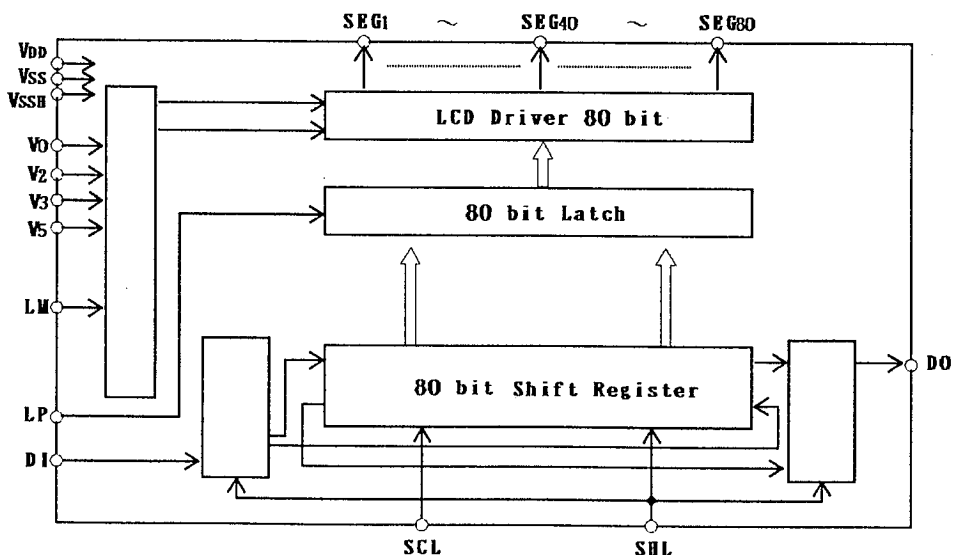 SEG1 ~ SEG40 ~ SEG80
VDD
VSS
VSSH
LCD Driver 80 bit
V0
V2
V3
V5
80 bit Latch
LM
DO
80 bit Shift Register
LP
DI
SCL
SHL